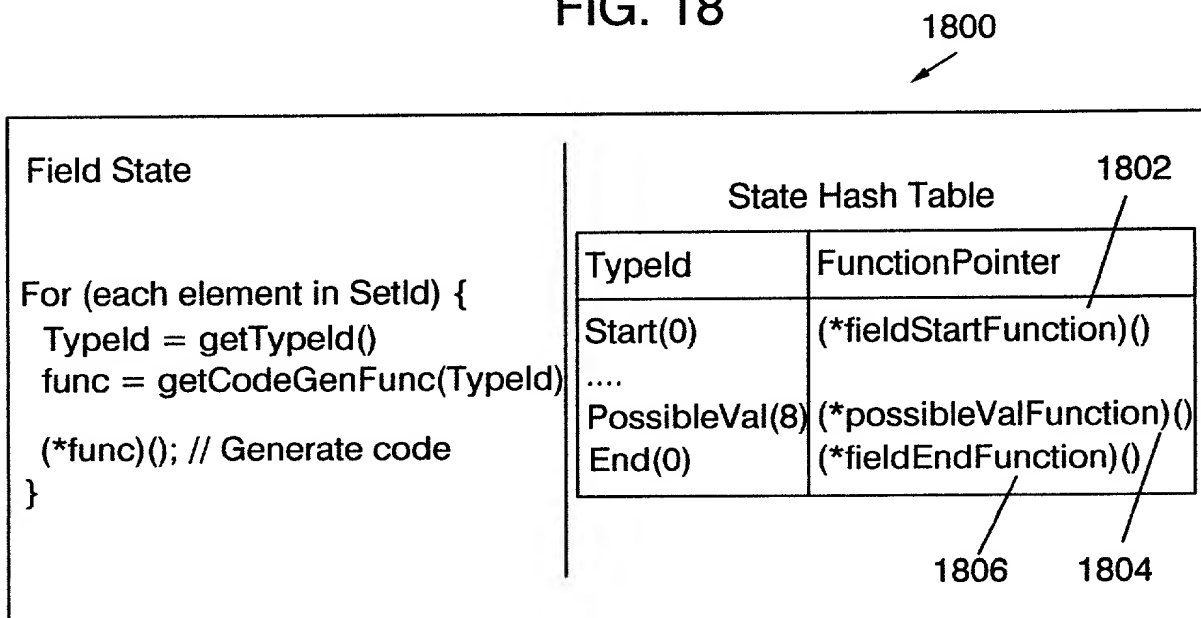 FIG. 18
1800
Field State
For (each element in SetId) {
TypeId = getTypeId()
func = getCodeGenFunc(TypeId)
(*func)(); // Generate code
}
1802
State Hash Table
TypeId FunctionPointer
Start(0) (*fieldStartFunction)()
....
PossibleVal(8) (*possibleValFunction)()
End(0) (*fieldEndFunction)()
1806 1804